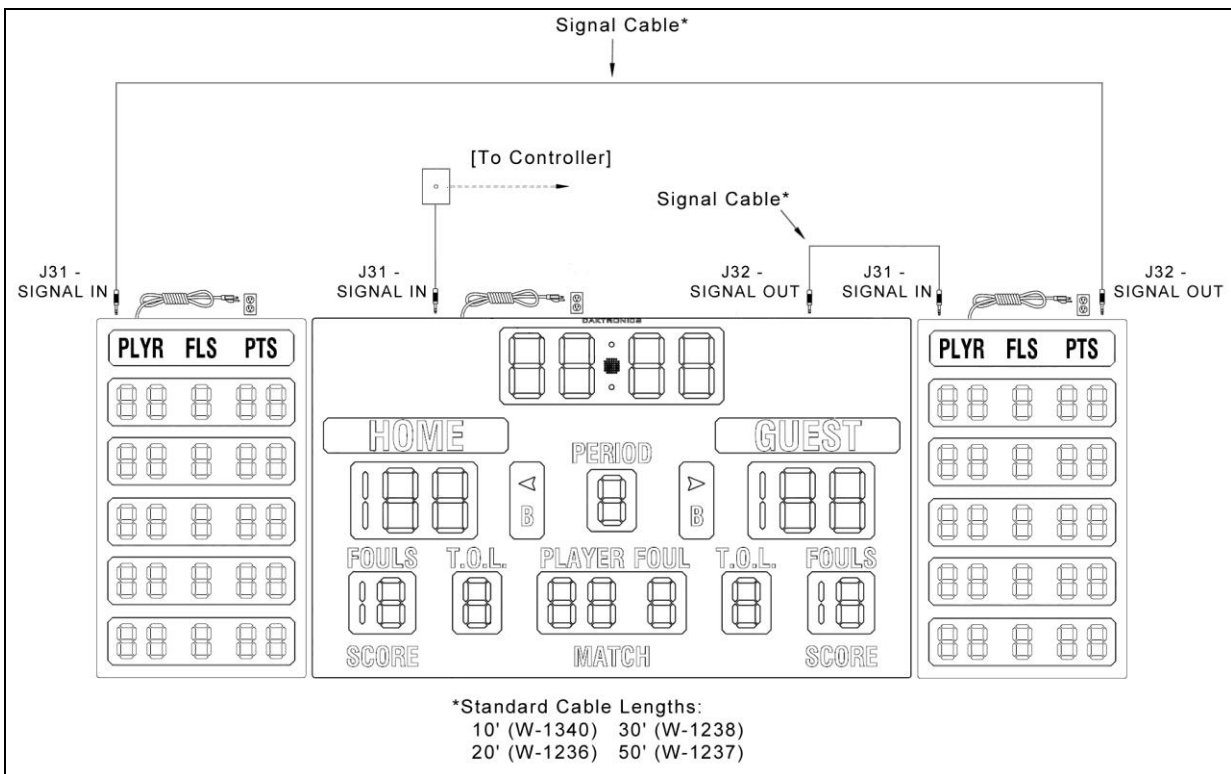 Signal Cable*
[To Controller]
Signal Cable*
J31 -
SIGNAL IN
J31 -
SIGNAL IN
J32 -
SIGNAL OUT
J31 -
SIGNAL IN
J32 -
SIGNAL OUT
DAKTRONICS
PLYR FLS PTS
PLYR FLS PTS
HOME
GUEST
PERIOD
B
B
FOULS T.O.L. PLAYER FOUL T.O.L. FOULS
SCORE MATCH SCORE
*Standard Cable Lengths:
10' (W-1340) 30' (W-1238)
20' (W-1236) 50' (W-1237)